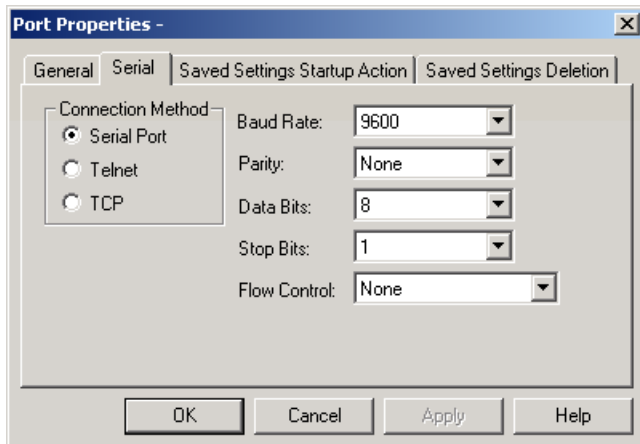 Port Properties -
General Serial Saved Settings Startup Action Saved Settings Deletion
Connection Method
Serial Port
Telnet
TCP
Baud Rate: 9600
Parity: None
Data Bits: 8
Stop Bits: 1
Flow Control: None
OK Cancel Apply Help